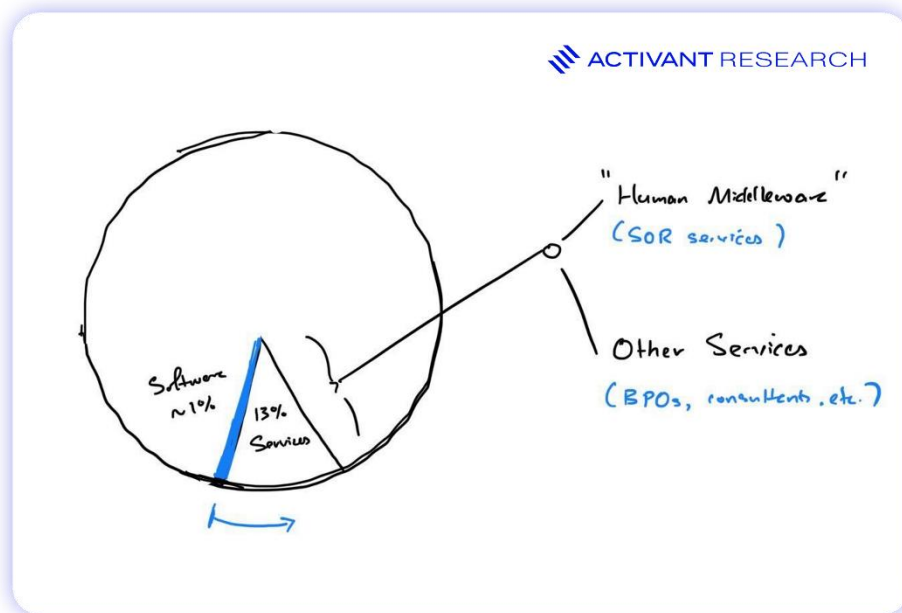 ACTIVANT RESEARCH
"Human Middleware"
(SOR services)
Software
~1%
13%
Services
Other Services
(BPOs, consultants, etc.)